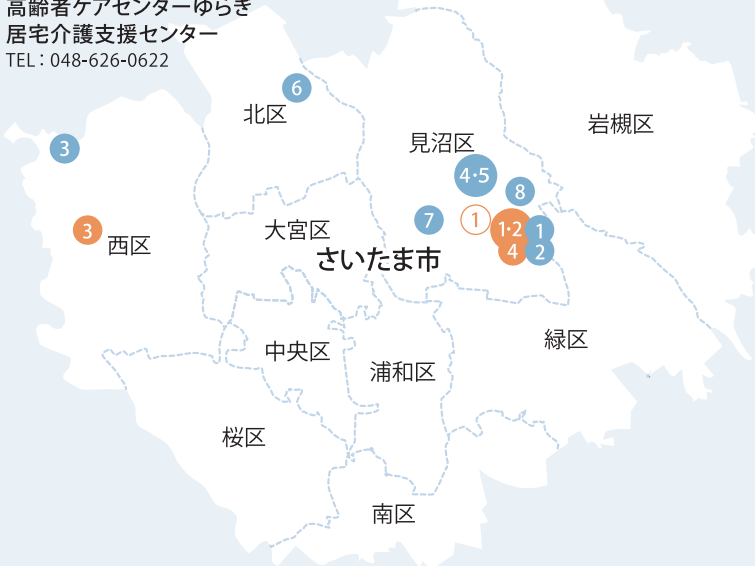 高齢者ケアセンターゆらぎ
居宅介護支援センター
TEL：048-626-0622
6
北区
岩槻区
見沼区
3
4・5
8
7
1
3
西区
大宮区
1・2
1
さいたま市
4
2
緑区
中央区
浦和区
桜区
南区